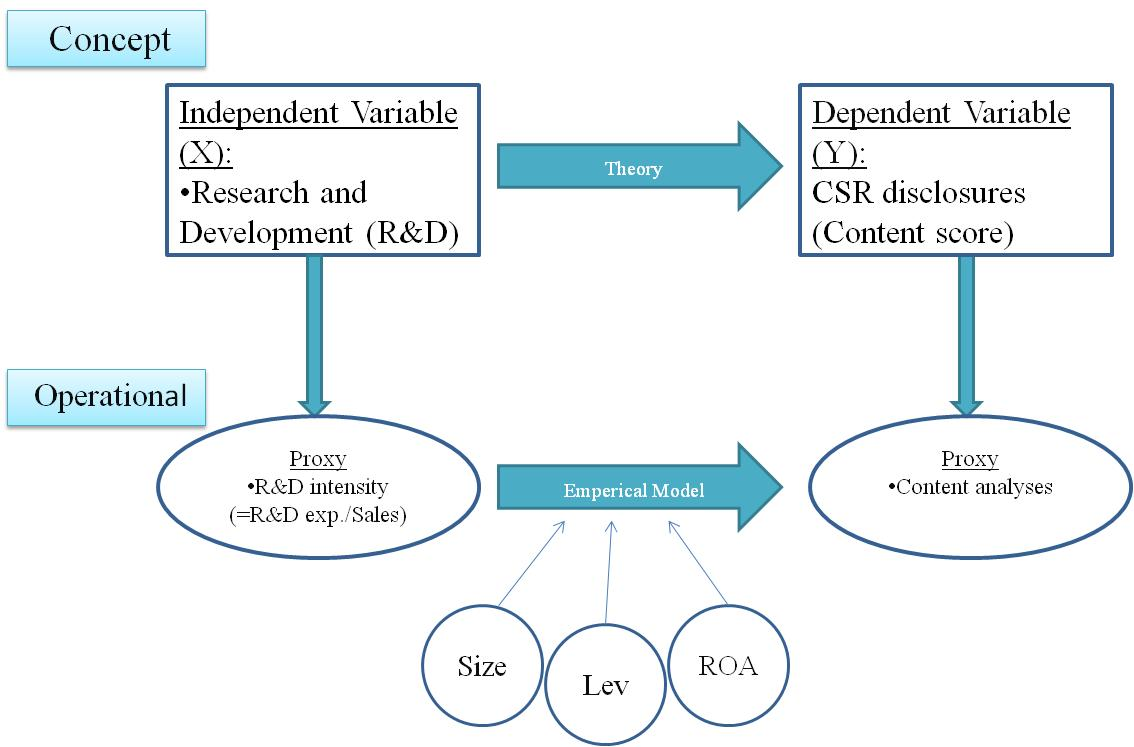 Concept
Independent Variable
(X):
•Research and
Development (R&D)
Theory
Dependent Variable
(Y):
CSR disclosures
(Content score)
Operational
Proxy
•R&D intensity
(=R&D exp./Sales)
Emperical Model
Proxy
•Content analyses
Size
Lev
ROA